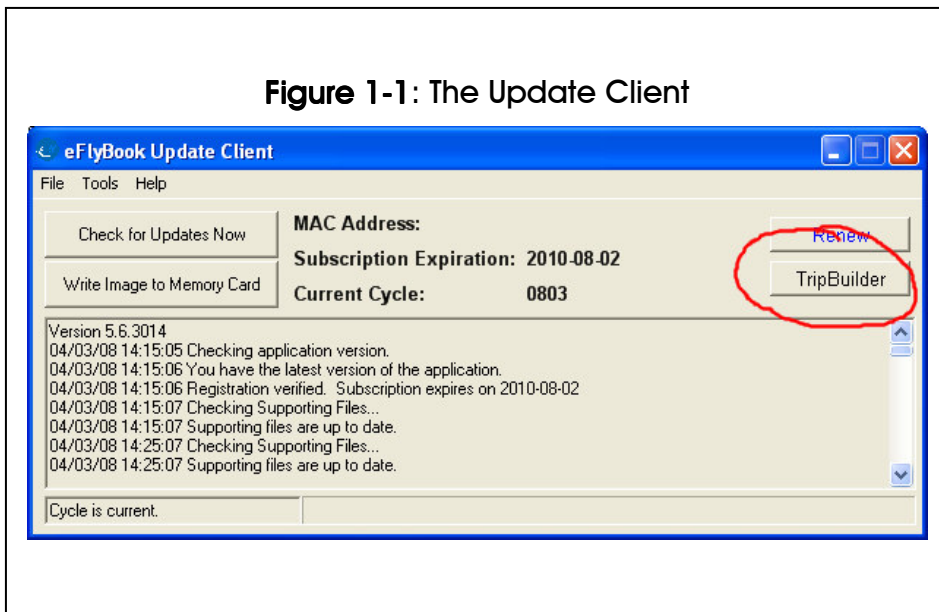 Figure 1-1: The Update Client
eFlyBook Update Client
File Tools Help
Check for Updates Now
Write Image to Memory Card
MAC Address:
Subscription Expiration: 2010-08-02
Current Cycle: 0803
Renew
TripBuilder
Version 5.6.3014
04/03/08 14:15:05 Checking application version.
04/03/08 14:15:06 You have the latest version of the application.
04/03/08 14:15:06 Registration verified. Subscription expires on 2010-08-02
04/03/08 14:15:07 Checking Supporting Files...
04/03/08 14:15:07 Supporting files are up to date.
04/03/08 14:25:07 Checking Supporting Files...
04/03/08 14:25:07 Supporting files are up to date.
Cycle is current.